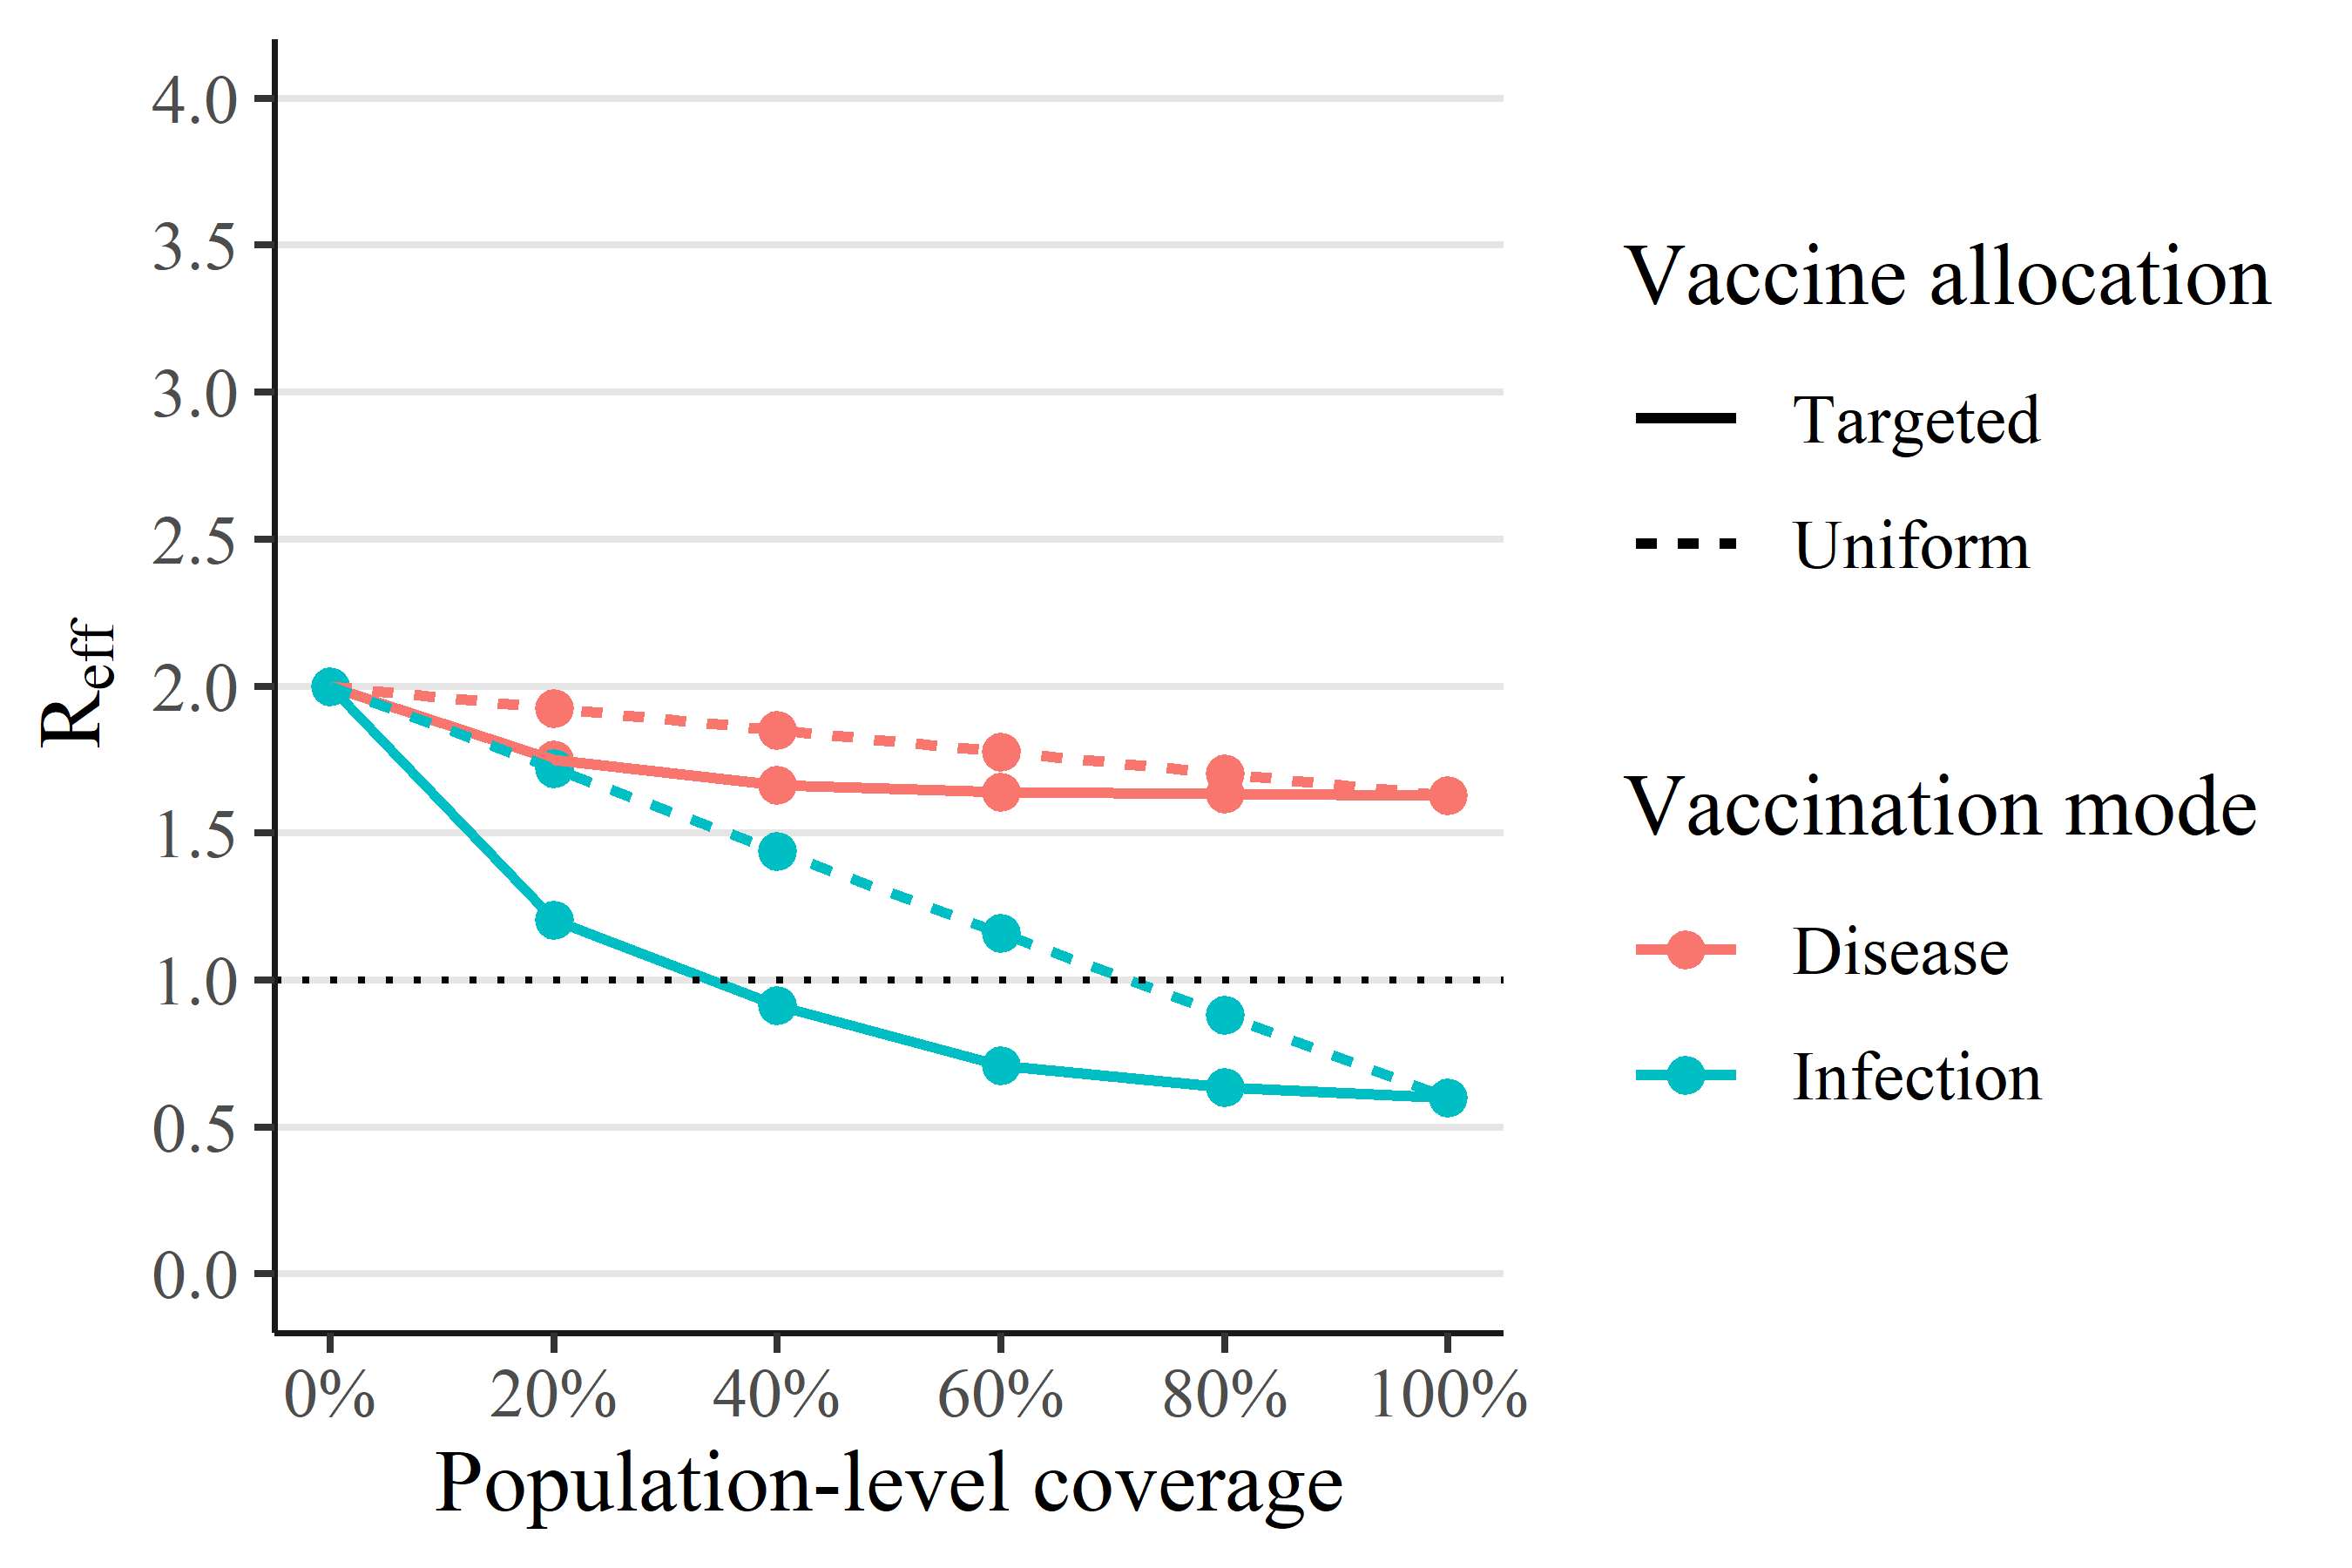 4.0
3.5
3.0
2.5
2.0
1.5
1.0
0.5
0.0
Reff
0% 20% 40% 60% 80% 100%
Population-level coverage
Vaccine allocation
Targeted
Uniform
Vaccination mode
Disease
Infection